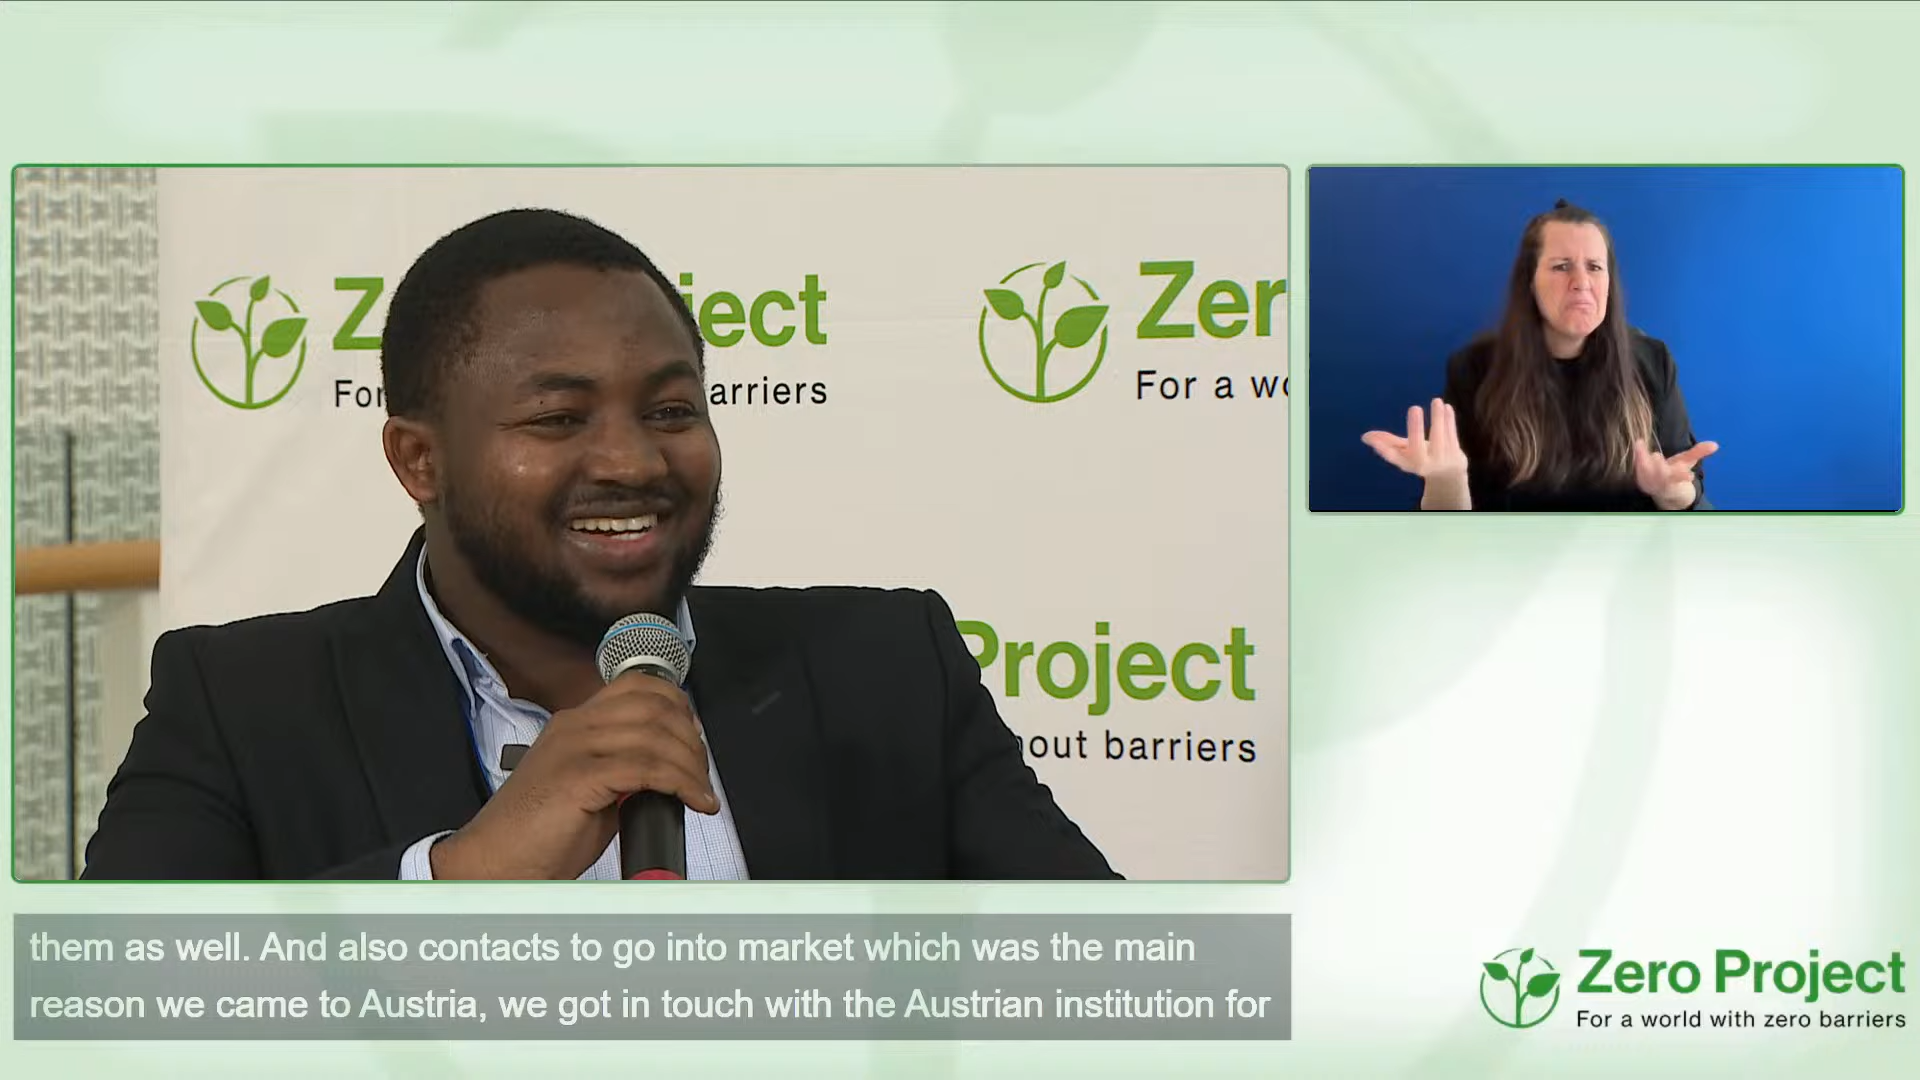 Z ject
For arriers
Zer
For a wo
Project
hout barriers
them as well. And also contacts to go into market which was the main
reason we came to Austria, we got in touch with the Austrian institution for
Zero Project
For a world with zero barriers